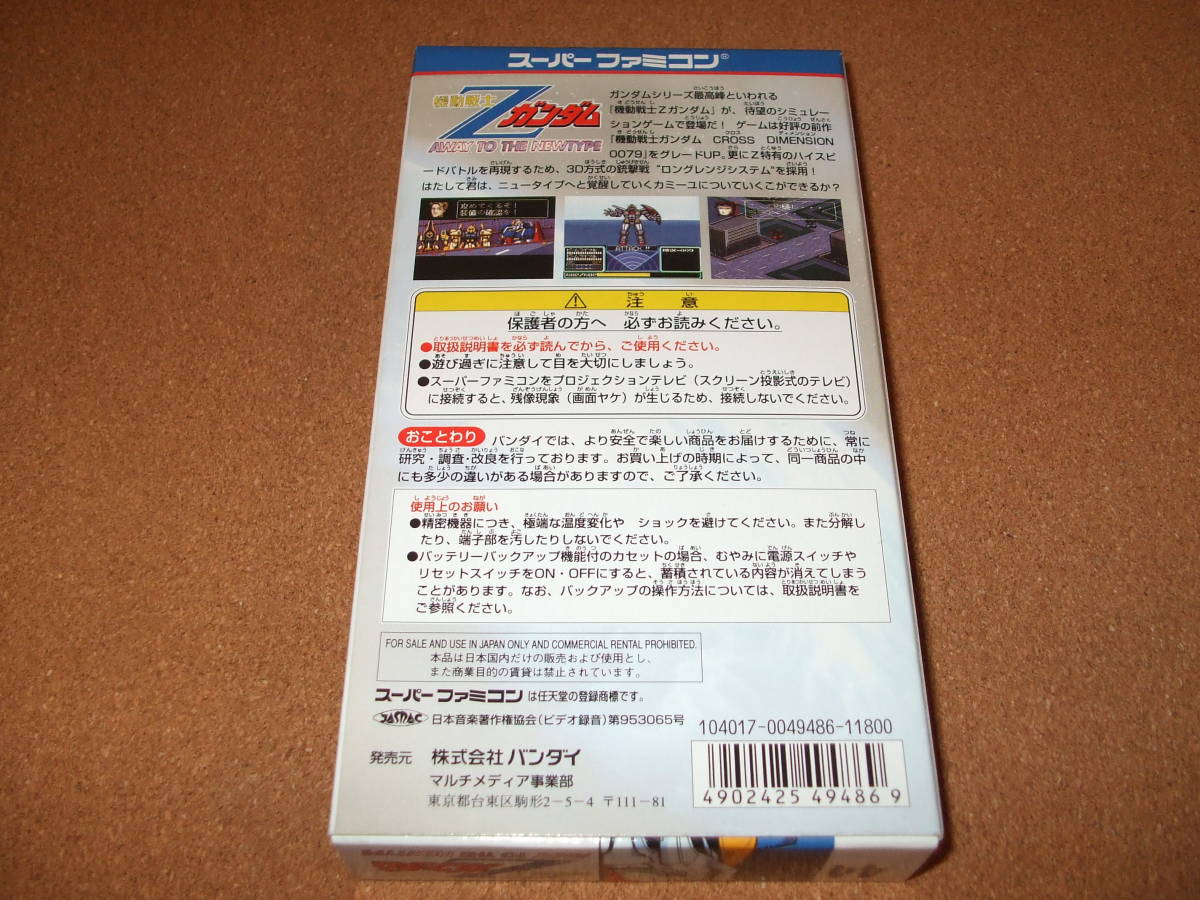 スーパーファミコン®
機動戦士
Ζガンダム
AWAY TO THE NEWTYPE
ガンダムシリーズ最高峰といわれる
『機動戦士Ζガンダム』が、待望のシミュレー
ションゲームで登場だ！ ゲームは好評の前作
『機動戦士ガンダム CROSS DIMENSION
0079』をグレードUP。更にΖ特有のハイスピ
ードバトルを再現するため、3D方式の銃撃戦 "ロングレンジシステム"を採用！
はたして君は、ニュータイプへと覚醒していくカミーユについていくことができるか？
攻めてくるぞ！
装備の確認を！
ATTACK!!
注意
保護者の方へ 必ずお読みください。
●取扱説明書を必ず読んでから、ご使用ください。
●遊び過ぎに注意して目を大切にしましょう。
●スーパーファミコンをプロジェクションテレビ（スクリーン投影式のテレビ）
に接続すると、残像現象（画面ヤケ）が生じるため、接続しないでください。
おことわり バンダイでは、より安全で楽しい商品をお届けするために、常に
研究・調査・改良を行っております。お買い上げの時期によって、同一商品の中
にも多少の違いがある場合がありますので、ご了承ください。
使用上のお願い
●精密機器につき、極端な温度変化や ショックを避けてください。また分解し
たり、端子部を汚したりしないでください。
●バッテリーバックアップ機能付のカセットの場合、むやみに電源スイッチや
リセットスイッチをON・OFFにすると、蓄積されている内容が消えてしまう
ことがあります。なお、バックアップの操作方法については、取扱説明書を
ご参照ください。
FOR SALE AND USE IN JAPAN ONLY AND COMMERCIAL RENTAL PROHIBITED.
本品は日本国内だけの販売および使用とし、
また商業目的の賃貸は禁止されています。
スーパーファミコンは任天堂の登録商標です。
JASRAC 日本音楽著作権協会（ビデオ録音）第953065号
104017-0049486-11800
発売元 株式会社 バンダイ
マルチメディア事業部
東京都台東区駒形2-5-4 〒111-81
4902425494869